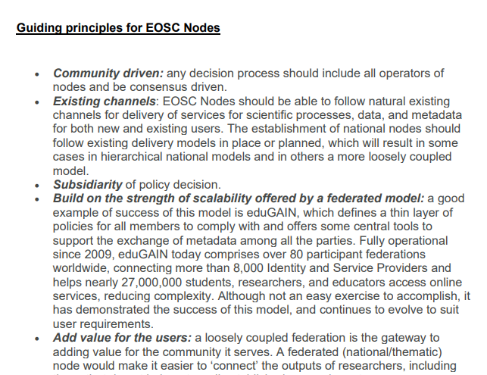 Guiding principles for EOSC Nodes
• Community driven: any decision process should include all operators of
nodes and be consensus driven.
• Existing channels: EOSC Nodes should be able to follow natural existing
channels for delivery of services for scientific processes, data, and metadata
for both new and existing users. The establishment of national nodes should
follow existing delivery models in place or planned, which will result in some
cases in hierarchical national models and in others a more loosely coupled
model.
• Subsidiarity of policy decision.
• Build on the strength of scalability offered by a federated model: a good
example of success of this model is eduGAIN, which defines a thin layer of
policies for all members to comply with and offers some central tools to
support the exchange of metadata among all the parties. Fully operational
since 2009, eduGAIN today comprises over 80 participant federations
worldwide, connecting more than 8,000 Identity and Service Providers and
helps nearly 27,000,000 students, researchers, and educators access online
services, reducing complexity. Although not an easy exercise to accomplish, it
has demonstrated the success of this model, and continues to evolve to suit
user requirements.
• Add value for the users: a loosely coupled federation is the gateway to
adding value for the community it serves. A federated (national/thematic)
node would make it easier to ‘connect’ the outputs of researchers, including